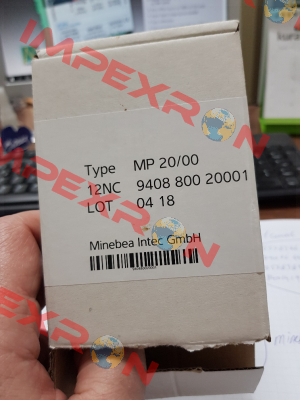 IMPEXRON
Type MP 20/00
12NC 9408 800 20001
LOT 04 18
Minebea Intec GmbH
IMPEXRON
IMPEXRON